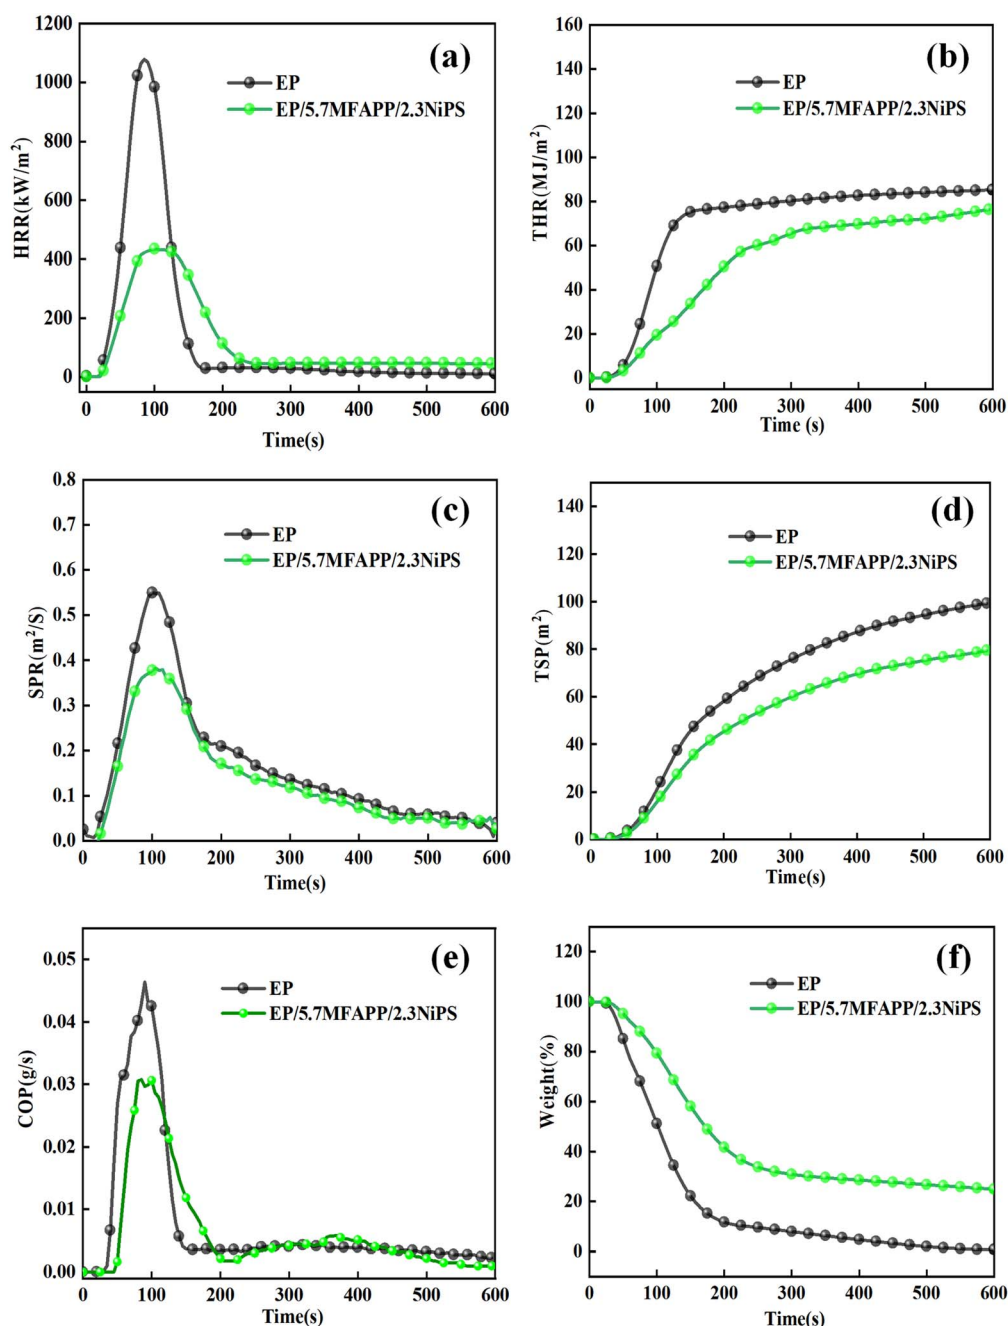 (a)
EP
EP/5.7MFAPP/2.3NiPS
HRR(kW/m²)
1200
1000
800
600
400
200
0
0 100 200 300 400 500 600
Time(s)
(b)
EP
EP/5.7MFAPP/2.3NiPS
THR(MJ/m²)
160
140
120
100
80
60
40
20
0
0 100 200 300 400 500 600
Time (s)
(c)
EP
EP/5.7MFAPP/2.3NiPS
SPR(m²/S)
0.8
0.7
0.6
0.5
0.4
0.3
0.2
0.1
0.0
0 100 200 300 400 500 600
Time(s)
(d)
EP
EP/5.7MFAPP/2.3NiPS
TSP(m²)
140
120
100
80
60
40
20
0
0 100 200 300 400 500 600
Time(s)
(e)
EP
EP/5.7MFAPP/2.3NiPS
COP(g/s)
0.05
0.04
0.03
0.02
0.01
0.00
0 100 200 300 400 500 600
Time(s)
(f)
EP
EP/5.7MFAPP/2.3NiPS
Weight(%)
120
100
80
60
40
20
0
0 100 200 300 400 500 600
Time(s)